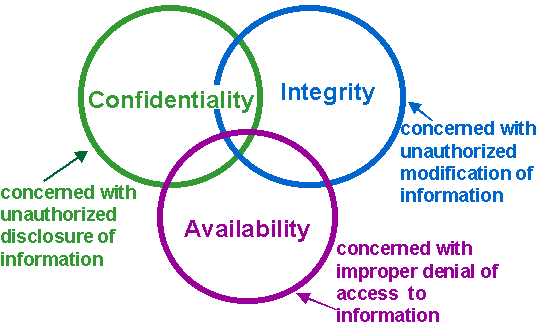 Confidentiality
Integrity
concerned with
unauthorized
modification of
information
concerned with
unauthorized
disclosure of
information
Availability
concerned with
improper denial of
access to
information